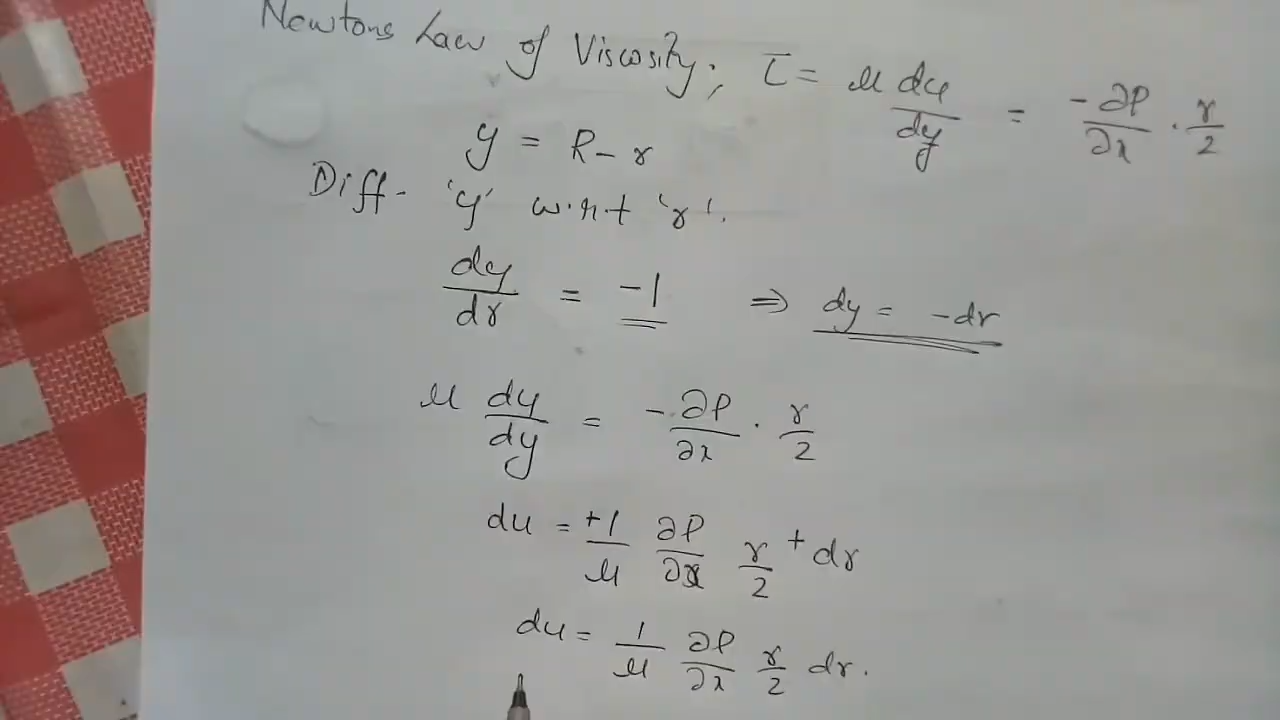 Newtons Law of Viscosity; τ = μ du/dy = -∂P/∂x · r/2
y = R - r
Diff. 'y' w.r.t 'r'.
dy/dr = -1 ⇒ dy = -dr
μ du/dy = -∂P/∂x · r/2
du = +1/μ ∂P/∂x r/2 + dr
du = 1/μ ∂P/∂x r/2 dr.